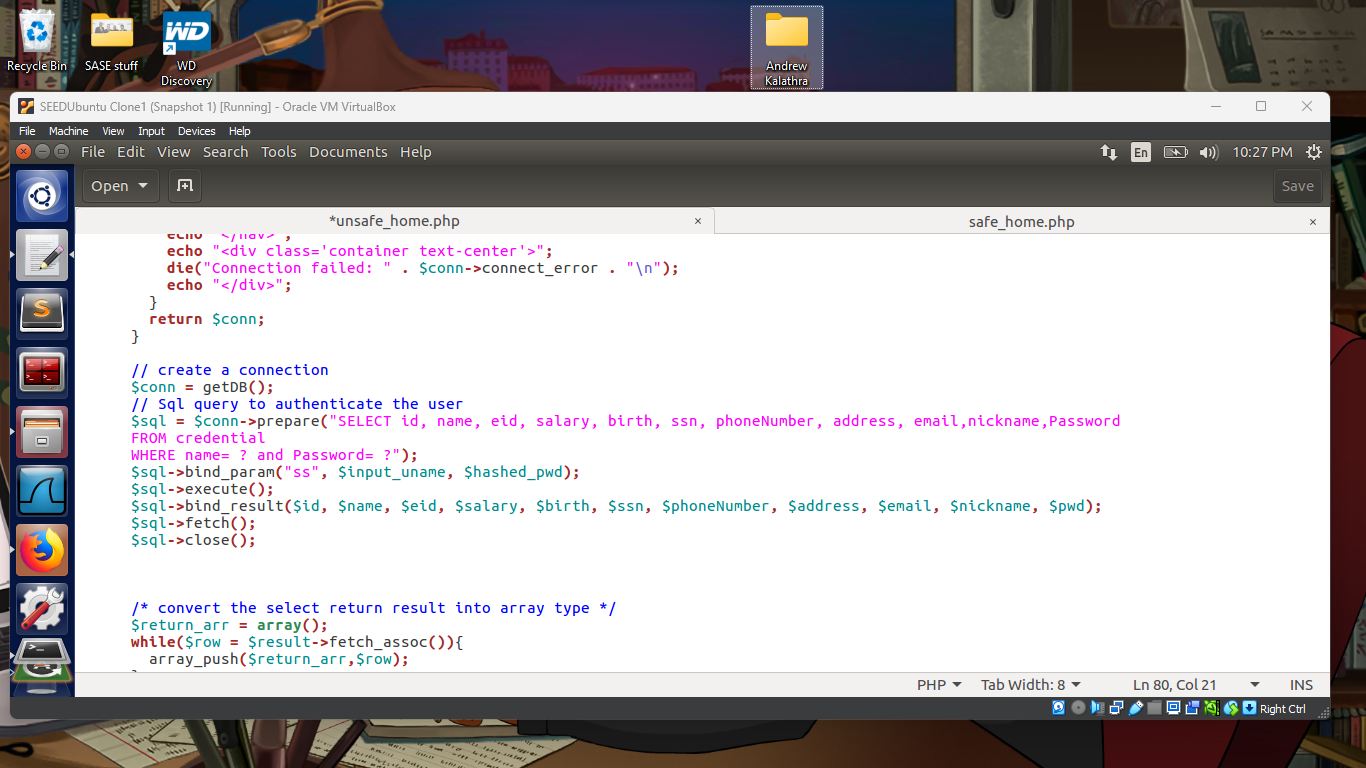 Recycle Bin
SASE stuff
WD
WD
Discovery
Andrew
Kalathra
SEEDUbuntu Clone1 (Snapshot 1) [Running] - Oracle VM VirtualBox
File Machine View Input Devices Help
File Edit View Search Tools Documents Help
En
10:27 PM
Open
Save
*unsafe_home.php ×
safe_home.php ×
echo "</nav>";
echo "<div class='container text-center'>";
die("Connection failed: " . $conn->connect_error . "\n");
echo "</div>";
}
return $conn;
}
// create a connection
$conn = getDB();
// Sql query to authenticate the user
$sql = $conn->prepare("SELECT id, name, eid, salary, birth, ssn, phoneNumber, address, email,nickname,Password
FROM credential
WHERE name= ? and Password= ?");
$sql->bind_param("ss", $input_uname, $hashed_pwd);
$sql->execute();
$sql->bind_result($id, $name, $eid, $salary, $birth, $ssn, $phoneNumber, $address, $email, $nickname, $pwd);
$sql->fetch();
$sql->close();
/* convert the select return result into array type */
$return_arr = array();
while($row = $result->fetch_assoc()){
array_push($return_arr,$row);
PHP Tab Width: 8 Ln 80, Col 21 INS
Right Ctrl